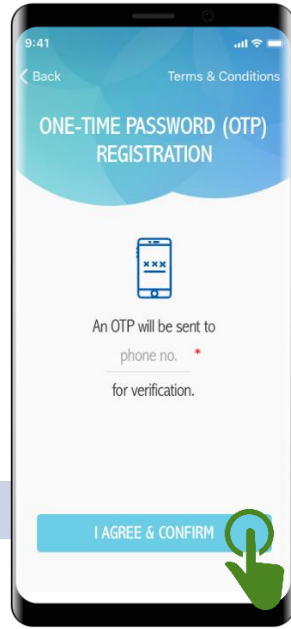 9:41
Back Terms & Conditions
ONE-TIME PASSWORD (OTP)
REGISTRATION
×××
An OTP will be sent to
phone no. *
for verification.
I AGREE & CONFIRM